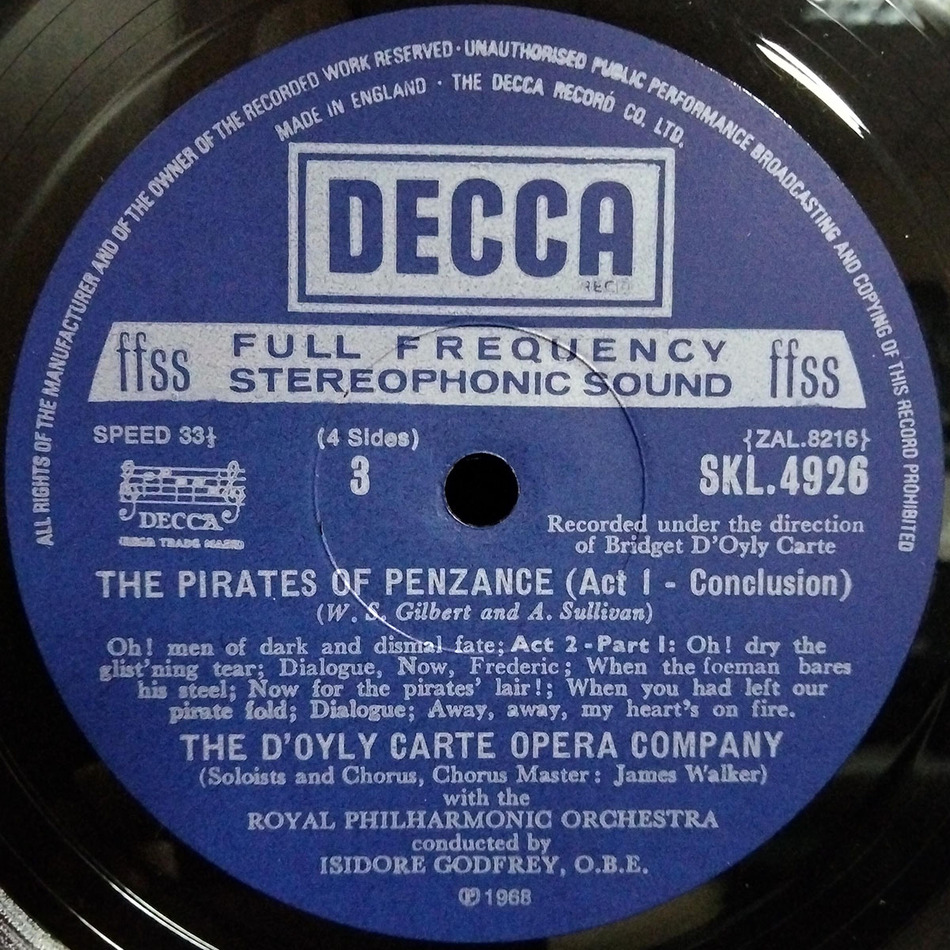 ALL RIGHTS OF THE MANUFACTURER AND OF THE OWNER OF THE RECORDED WORK RESERVED · UNAUTHORISED PUBLIC PERFORMANCE BROADCASTING AND COPYING OF THIS RECORD PROHIBITED
MADE IN ENGLAND · THE DECCA RECORD CO. LTD.
DECCA
ffss FULL FREQUENCY ffss
STEREOPHONIC SOUND
SPEED 33⅓ (4 Sides) {ZAL.8216}
3 SKL.4926
DECCA
Recorded under the direction
of Bridget D'Oyly Carte
THE PIRATES OF PENZANCE (Act I - Conclusion)
(W. S. Gilbert and A. Sullivan)
Oh! men of dark and dismal fate; Act 2 - Part I: Oh! dry the
glist'ning tear; Dialogue, Now, Frederic; When the foeman bares
his steel; Now for the pirates' lair!; When you had left our
pirate fold; Dialogue; Away, away, my heart's on fire.
THE D'OYLY CARTE OPERA COMPANY
(Soloists and Chorus, Chorus Master: James Walker)
with the
ROYAL PHILHARMONIC ORCHESTRA
conducted by
ISIDORE GODFREY, O.B.E.
℗ 1968